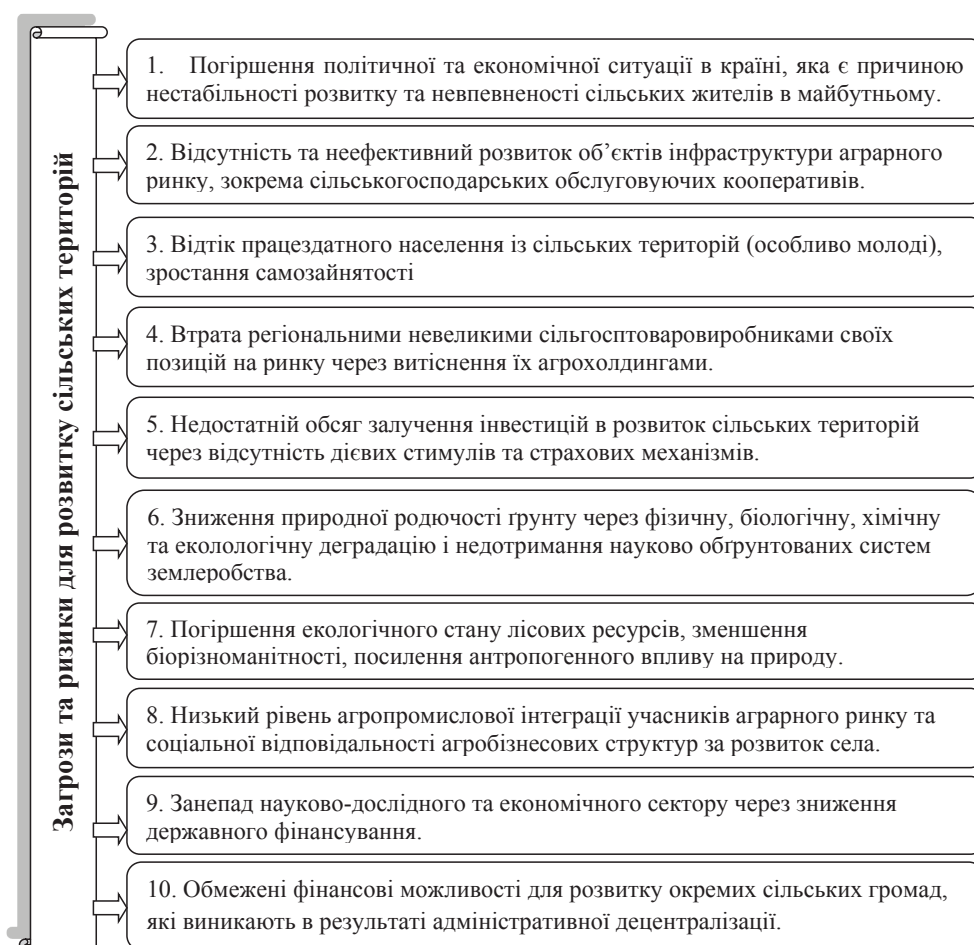 Загрози та ризики для розвитку сільських територій
1. Погіршення політичної та економічної ситуації в країні, яка є причиною
нестабільності розвитку та невпевненості сільських жителів в майбутньому.
2. Відсутність та неефективний розвиток об’єктів інфраструктури аграрного
ринку, зокрема сільськогосподарських обслуговуючих кооперативів.
3. Відтік працездатного населення із сільських територій (особливо молоді),
зростання самозайнятості
4. Втрата регіональними невеликими сільгосптоваровиробниками своїх
позицій на ринку через витіснення їх агрохолдингами.
5. Недостатній обсяг залучення інвестицій в розвиток сільських територій
через відсутність дієвих стимулів та страхових механізмів.
6. Зниження природної родючості ґрунту через фізичну, біологічну, хімічну
та еколологічну деградацію і недотримання науково обґрунтованих систем
землеробства.
7. Погіршення екологічного стану лісових ресурсів, зменшення
біорізноманітності, посилення антропогенного впливу на природу.
8. Низький рівень агропромислової інтеграції учасників аграрного ринку та
соціальної відповідальності агробізнесових структур за розвиток села.
9. Занепад науково-дослідного та економічного сектору через зниження
державного фінансування.
10. Обмежені фінансові можливості для розвитку окремих сільських громад,
які виникають в результаті адміністративної децентралізації.